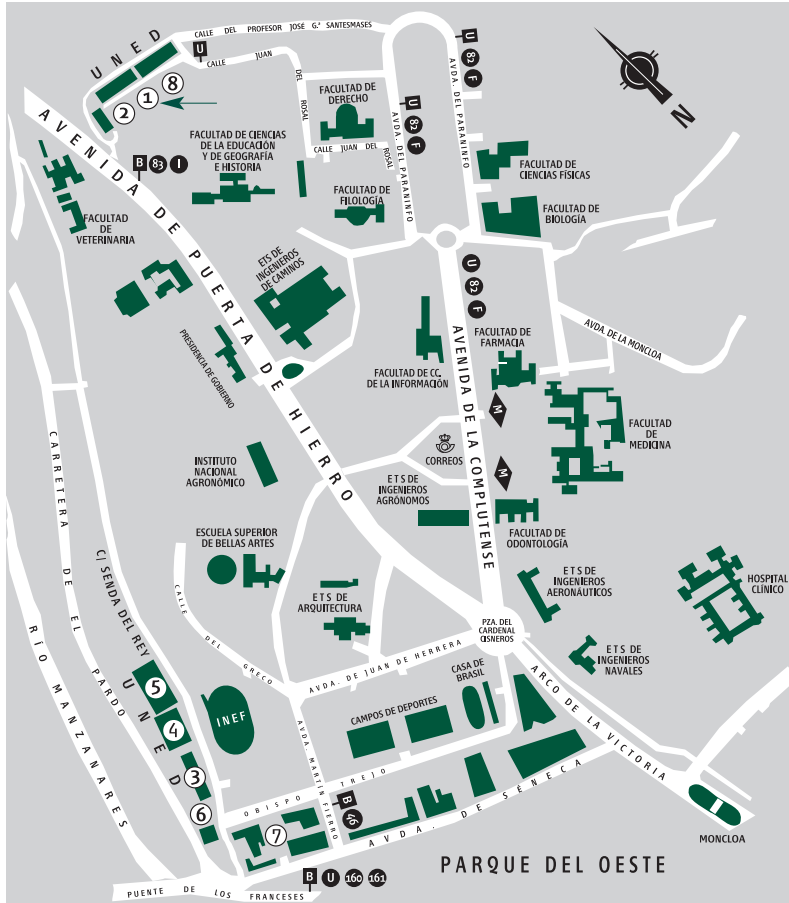 CALLE DEL PROFESOR JOSÉ G.ª SANTESMASES
UNED
U
CALLE JUAN DEL ROSAL
8
1
2
U
82
F
AVDA. DEL PARANINFO
U
82
F
AVDA. DEL PARANINFO
N
FACULTAD DE
DERECHO
CALLE JUAN DEL ROSAL
FACULTAD DE CIENCIAS
DE LA EDUCACIÓN
Y DE GEOGRAFÍA
E HISTORIA
B
83
I
AVENIDA DE PUERTA DE HIERRO
FACULTAD DE
CIENCIAS FÍSICAS
FACULTAD DE
FILOLOGÍA
FACULTAD DE
BIOLOGÍA
FACULTAD
DE
VETERINARIA
ETS DE
INGENIEROS
DE CAMINOS
U
82
F
AVENIDA DE LA COMPLUTENSE
FACULTAD DE
FARMACIA
AVDA. DE LA MONCLOA
PRESIDENCIA DE GOBIERNO
FACULTAD DE CC.
DE LA INFORMACIÓN
M
FACULTAD
DE
MEDICINA
CORREOS
M
INSTITUTO
NACIONAL
AGRONÓMICO
E T S DE
INGENIEROS
AGRÓNOMOS
FACULTAD DE
ODONTOLOGÍA
CARRETERA DE EL PARDO
ESCUELA SUPERIOR
DE BELLAS ARTES
C/ SENDA DEL REY
CALLE DEL GRECO
E T S DE
ARQUITECTURA
E T S DE
INGENIEROS
AERONÁUTICOS
HOSPITAL
CLÍNICO
RÍO MANZANARES
PZA. DEL
CARDENAL
CISNEROS
E T S DE
INGENIEROS
NAVALES
AVDA. DE JUAN DE HERRERA
CASA DE
BRASIL
ARCO DE LA VICTORIA
UNED
5
4
3
6
INEF
CAMPOS DE DEPORTES
AVDA. MARTÍN FIERRO
OBISPO TREJO
B
46
7
AVDA. DE SÉNECA
MONCLOA
PARQUE DEL OESTE
B
U
160
161
PUENTE DE LOS FRANCESES